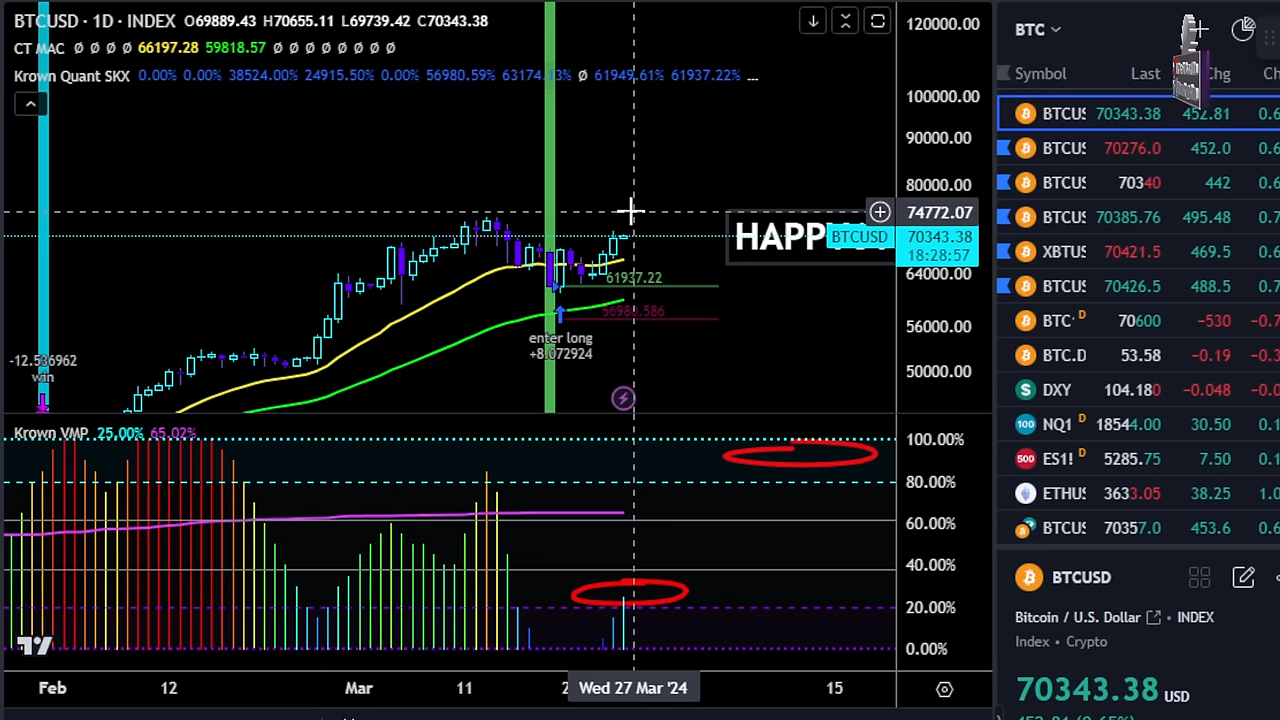 BTCUSD · 1D · INDEX O69889.43 H70655.11 L69739.42 C70343.38
CT MAC Ø Ø Ø Ø 66197.28 59818.57 Ø Ø Ø Ø Ø Ø Ø Ø
Krown Quant SKX 0.00% 0.00% 38524.00% 24915.50% 0.00% 56980.59% 63174.13% Ø 61949.61% 61937.22% ...
120000.00
100000.00
90000.00
80000.00
74772.07
HAPP
BTCUSD 70343.38
18:28:57
64000.00
61937.22
56980.586
56000.00
50000.00
enter long
+8.072924
-12.536962
win
Krown VMP 25.00% 65.02%
100.00%
80.00%
60.00%
40.00%
20.00%
0.00%
Feb 12 Mar 11 2 Wed 27 Mar '24 15
BTC
Symbol Last Chg Ch
BTCUS 70343.38 452.81 0.6
BTCUS 70276.0 452.0 0.6
BTCUS 70340 442 0.6
BTCUS 70385.76 495.48 0.7
XBTUS 70421.5 469.5 0.6
BTCUS 70426.5 488.5 0.7
BTC' D 70600 -530 -0.7
BTC.D 53.58 -0.19 -0.3
DXY 104.180 -0.048 -0.0
100 NQ1 D 18544.00 30.50 0.1
500 ES1! D 5285.75 7.50 0.1
ETHUS 3633.05 38.25 1.0
BTCUS 70357.0 453.6 0.6
BTCUSD
Bitcoin / U.S. Dollar · INDEX
Index · Crypto
70343.38 USD